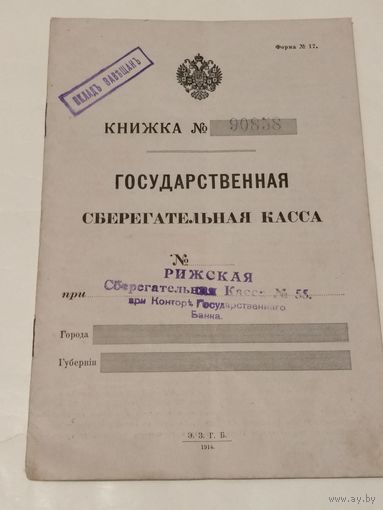 Форма № 17.
ВКЛАДЪ ЗАВѢЩАНЪ
КНИЖКА № 90838
ГОСУДАРСТВЕННАЯ
СБЕРЕГАТЕЛЬНАЯ КАССА
№
РИЖСКАЯ
при Сберегательная Касса № 55.
при Конторѣ Государственнаго
Банка.
Города
Губерніи
Э. З. Г. Б.
1914.
www.ay.by